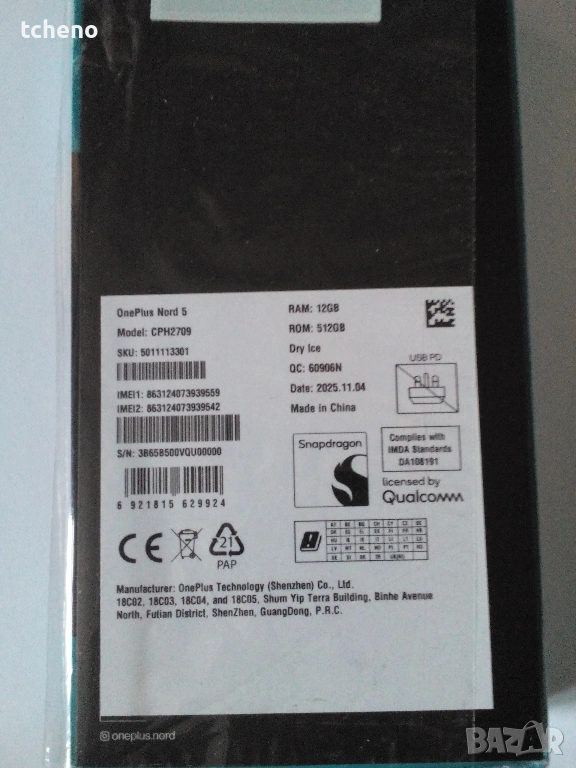 tcheno
OnePlus Nord 5
Model: CPH2709
SKU: 5011113301
IMEI1: 863124073939559
IMEI2: 863124073939542
S/N: 3B65B500VQU00000
6 921815 629924
RAM: 12GB
ROM: 512GB
Dry Ice
QC: 60906N
Date: 2025.11.04
Made in China
USB PD
Snapdragon
Complies with
IMDA Standards
DA108191
licensed by
Qualcomm
CE
21
PAP
Manufacturer: OnePlus Technology (Shenzhen) Co., Ltd.
18C02, 18C03, 18C04, and 18C05, Shum Yip Terra Building, Binhe Avenue
North, Futian District, ShenZhen, GuangDong, P.R.C.
oneplus.nord
BAZAR